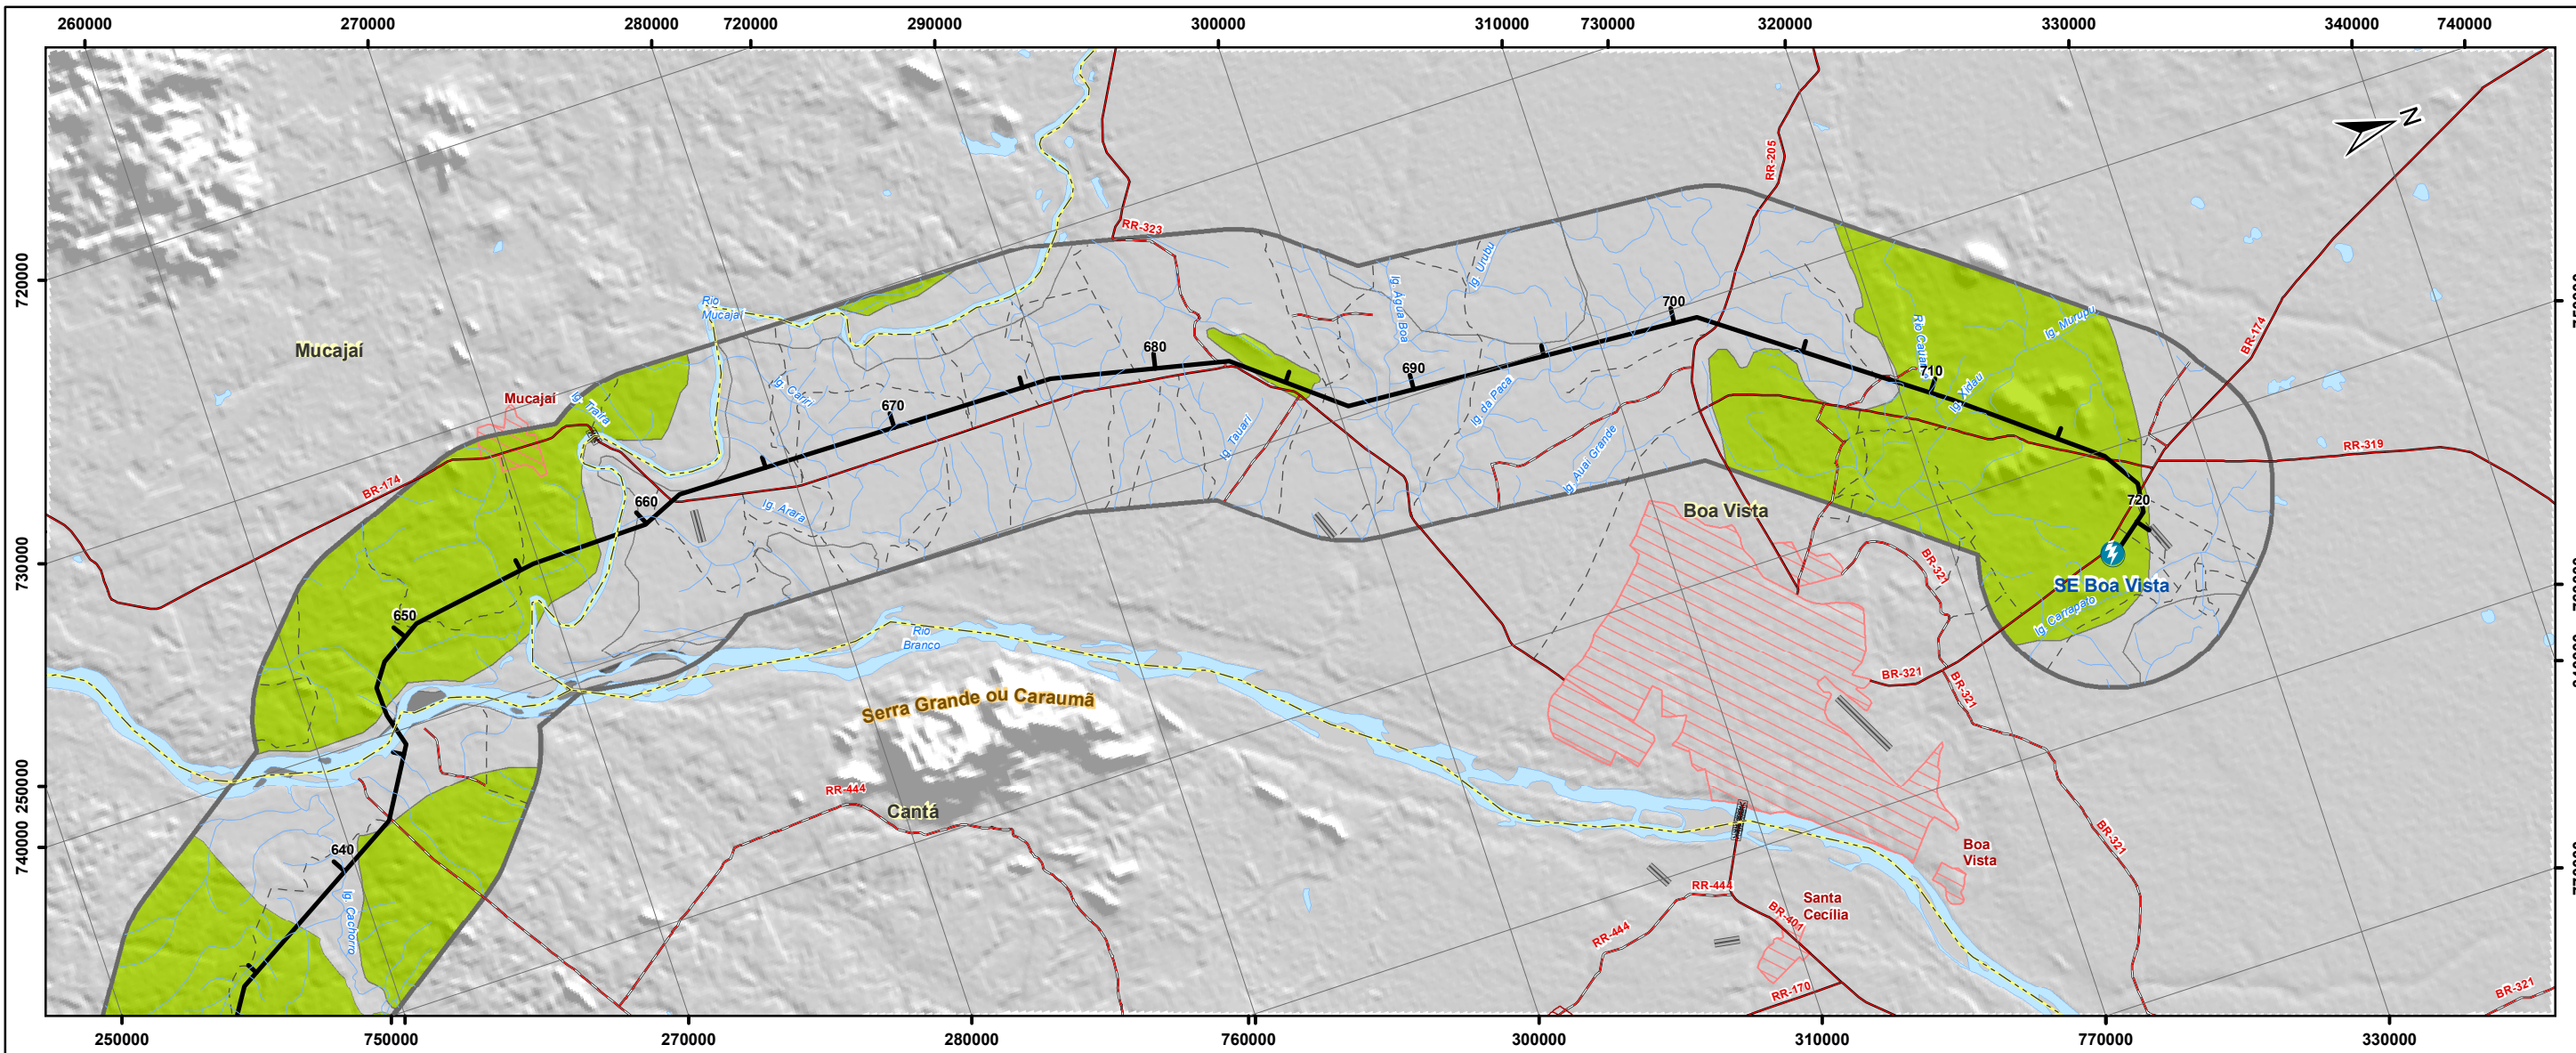 260000 270000 280000 720000 290000 300000 310000 730000 320000 330000 340000 740000
N
RR-205
RR-323
BR-174
720000
Rio
Mucajaí
Ig. Urubu
Ig. Água Boa
700
Ig. Murupu
Mucajaí
680
690
710
Ig. Xidau
Mucajaí
Ig. Traíra
Ig. Cariri
670
Ig. da Paca
Ig. Tauari
Ig. Auaí Grande
RR-319
BR-174
660
Ig. Arara
Boa Vista
720
730000
SE Boa Vista
BR-321
650
Ig. Carrapato
Rio
Branco
BR-321
BR-321
Serra Grande ou Caraumã
250000
RR-444
Cantá
740000
640
BR-321
Boa
Vista
Ig. Cachorro
RR-444
Santa
Cecília
BR-401
RR-444
RR-170
BR-321
250000 750000 270000 280000 760000 300000 310000 770000 330000